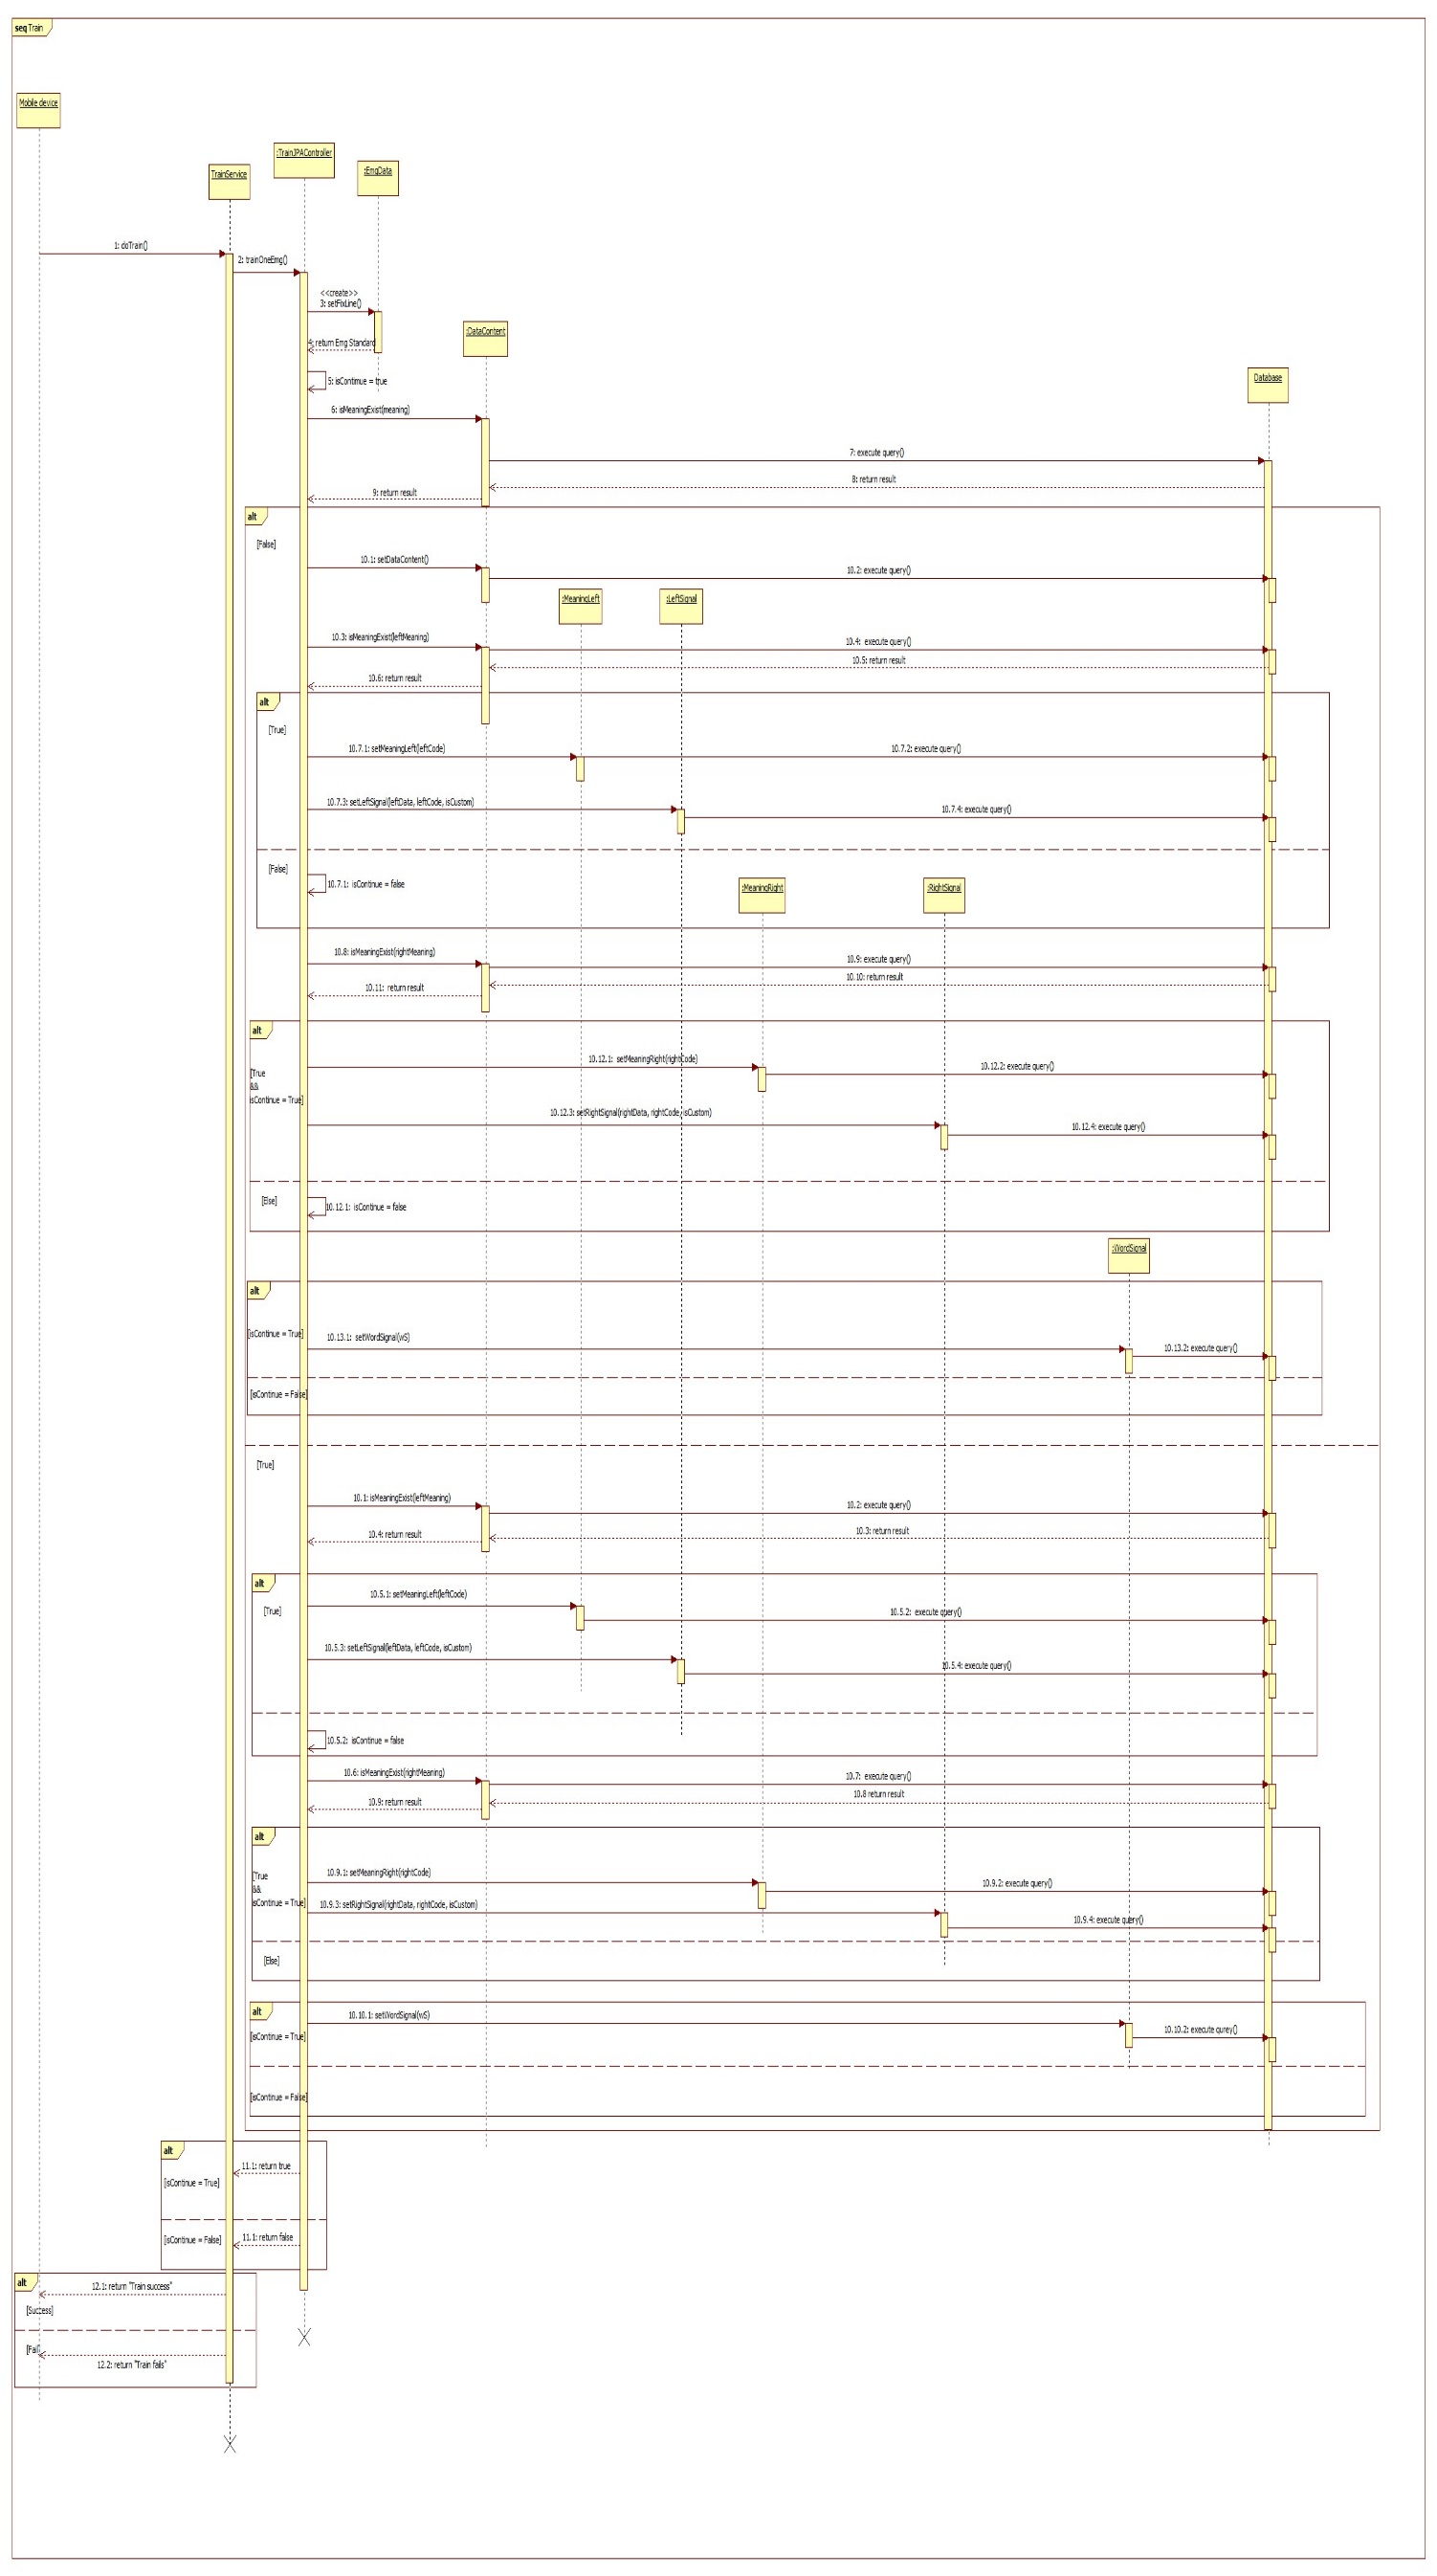 seq Train
Mobile device
:TrainJPAController
:EmgData
TrainService
1: doTrain()
2: trainOneEmg()
<<create>>
3: setFixLine()
:DataContent
4: return Emg Standard
Database
5: isContinue = true
6: isMeaningExist(meaning)
7: execute query()
8: return result
9: return result
alt
[False]
10.1: setDataContent()
10.2: execute query()
:MeaningLeft
:LeftSignal
10.3: isMeaningExist(leftMeaning)
10.4: execute query()
10.5: return result
10.6: return result
alt
[True]
10.7.1: setMeaningLeft(leftCode)
10.7.2: execute query()
10.7.3: setLeftSignal(leftData, leftCode, isCustom)
10.7.4: execute query()
[False]
10.7.1: isContinue = false
:MeaningRight
:RightSignal
10.8: isMeaningExist(rightMeaning)
10.9: execute query()
10.10: return result
10.11: return result
alt
10.12.1: setMeaningRight(rightCode)
10.12.2: execute query()
[True
&&
isContinue = True]
10.12.3: setRightSignal(rightData, rightCode, isCustom)
10.12.4: execute query()
[Else]
10.12.1: isContinue = false
:WordSignal
alt
[isContinue = True]
10.13.1: setWordSignal(wS)
10.13.2: execute query()
[isContinue = False]
[True]
10.1: isMeaningExist(leftMeaning)
10.2: execute query()
10.3: return result
10.4: return result
alt
10.5.1: setMeaningLeft(leftCode)
[True]
10.5.2: execute query()
10.5.3: setLeftSignal(leftData, leftCode, isCustom)
10.5.4: execute query()
10.5.2: isContinue = false
10.6: isMeaningExist(rightMeaning)
10.7: execute query()
10.8 return result
10.9: return result
alt
10.9.1: setMeaningRight(rightCode)
[True
&&
isContinue = True]
10.9.2: execute query()
10.9.3: setRightSignal(rightData, rightCode, isCustom)
10.9.4: execute query()
[Else]
alt
10.10.1: setWordSignal(wS)
[isContinue = True]
10.10.2: execute qurey()
[isContinue = False]
alt
11.1: return true
[isContinue = True]
11.1: return false
[isContinue = False]
alt
12.1: return "Train success"
[Success]
[Fail
12.2: return "Train fails"